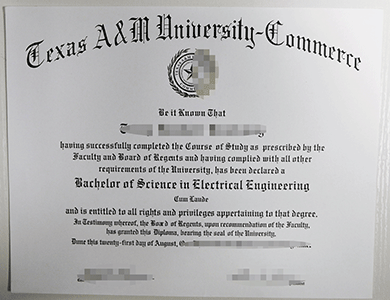 Texas A&M University-Commerce
Be it Known That
having successfully completed the Course of Study as prescribed by the
Faculty and Board of Regents and having complied with all other
requirements of the University, has been declared a
Bachelor of Science in Electrical Engineering
Cum Laude
and is entitled to all rights and privileges appertaining to that degree.
In Testimony whereof, the Board of Regents, upon recommendation of the Faculty,
has granted this Diploma, bearing the seal of the University.
Done this twenty-first day of August,